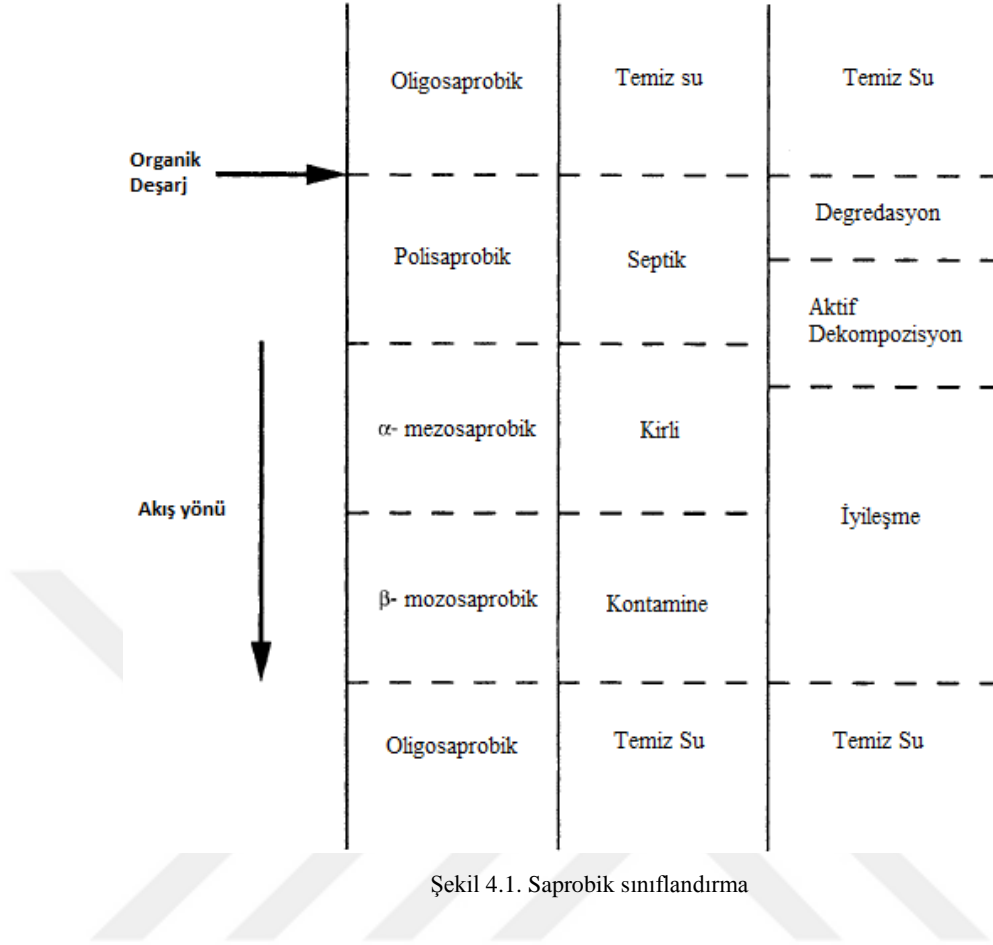 Oligosaprobik Temiz su Temiz Su
Organik
Deşarj
Degredasyon
Polisaprobik Septik
Aktif
Dekompozisyon
α- mezosaprobik Kirli
Akış yönü
İyileşme
β- mozosaprobik Kontamine
Oligosaprobik Temiz Su Temiz Su
Şekil 4.1. Saprobik sınıflandırma